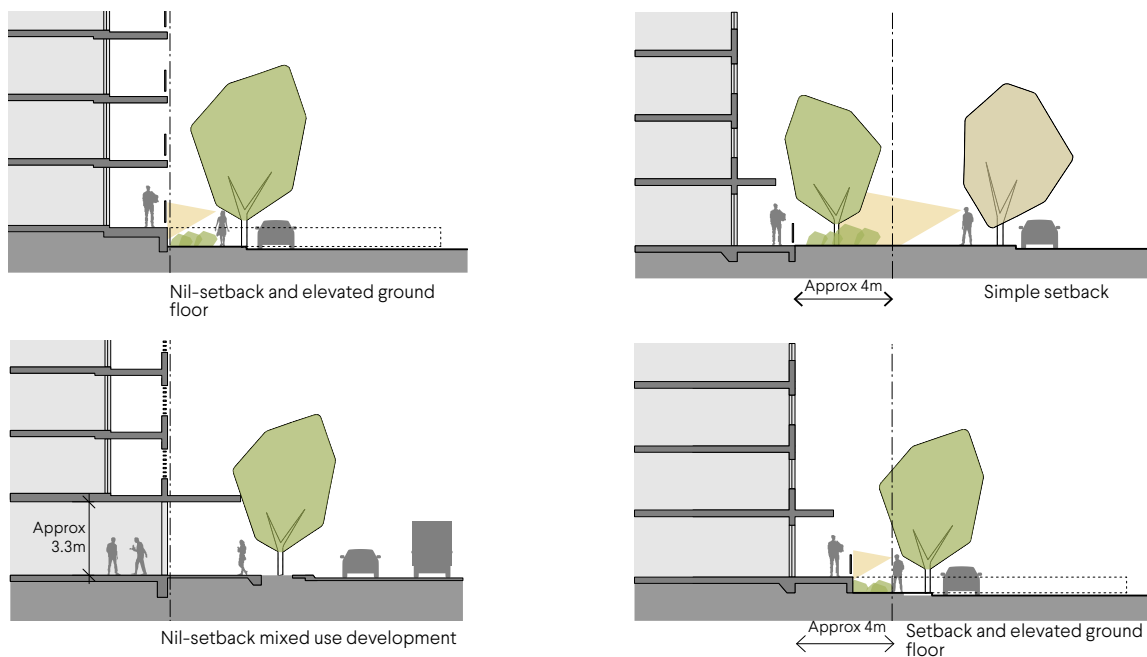 Nil-setback and elevated ground
floor
Approx 4m
Simple setback
Approx
3.3m
Nil-setback mixed use development
Approx 4m
Setback and elevated ground
floor